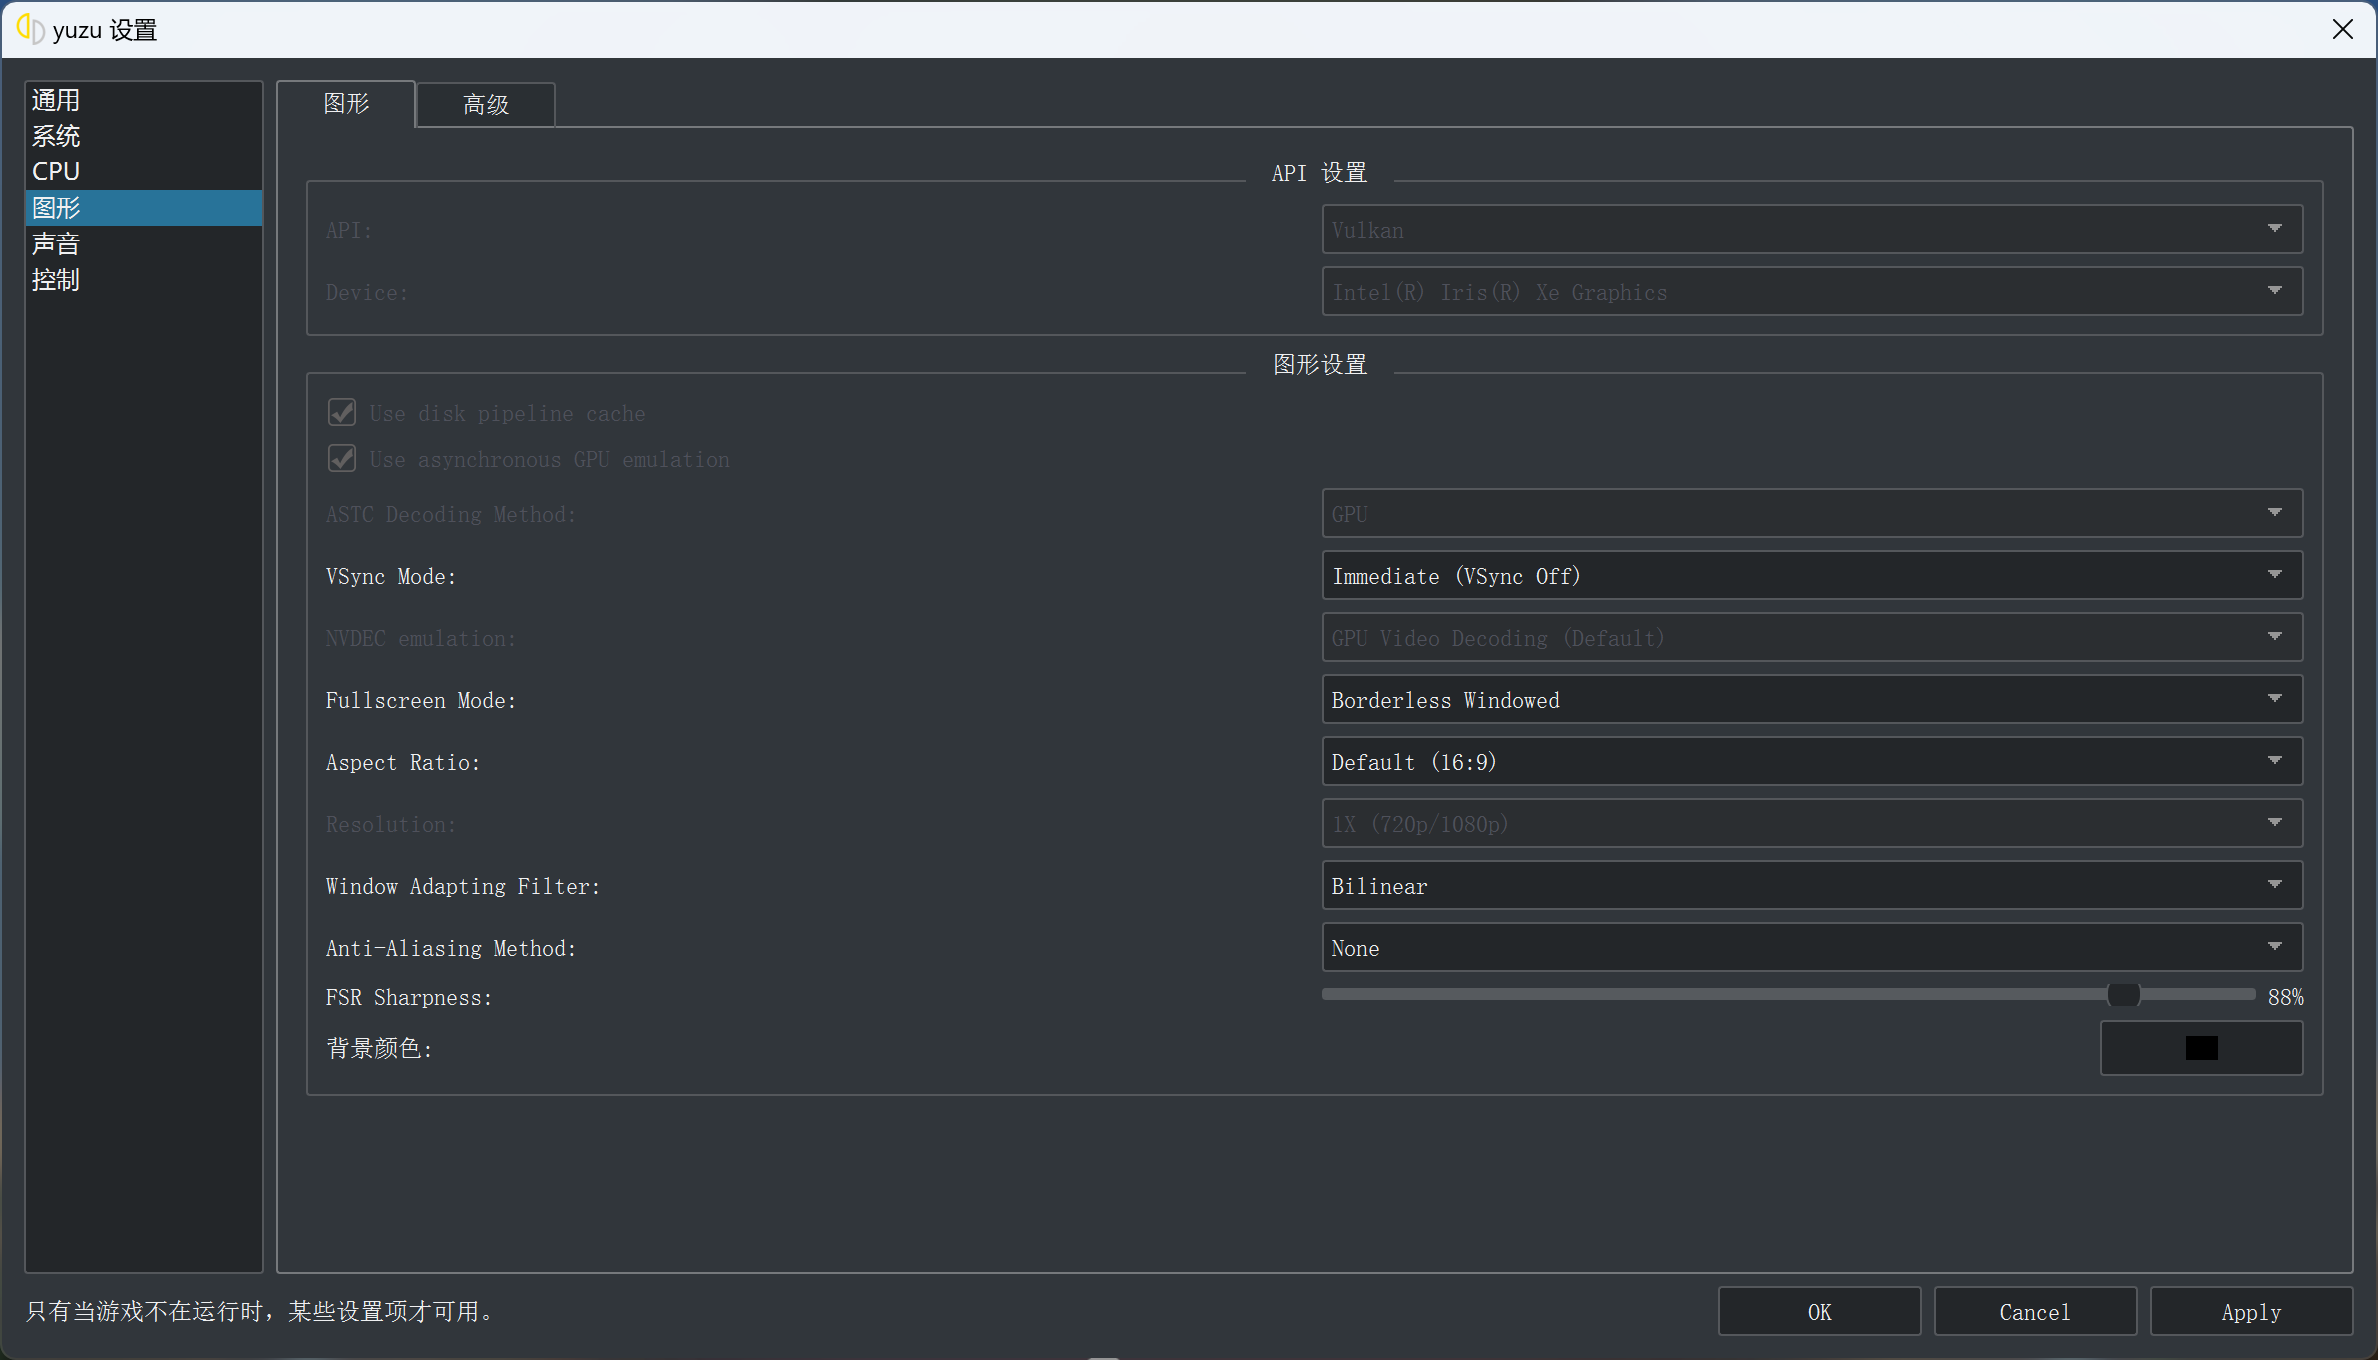 yuzu 设置
通用
系统
CPU
图形
声音
控制
图形
高级
API 设置
API:
Vulkan
Device:
Intel(R) Iris(R) Xe Graphics
图形设置
Use disk pipeline cache
Use asynchronous GPU emulation
ASTC Decoding Method:
GPU
VSync Mode:
Immediate (VSync Off)
NVDEC emulation:
GPU Video Decoding (Default)
Fullscreen Mode:
Borderless Windowed
Aspect Ratio:
Default (16:9)
Resolution:
1X (720p/1080p)
Window Adapting Filter:
Bilinear
Anti-Aliasing Method:
None
FSR Sharpness:
88%
背景颜色:
只有当游戏不在运行时，某些设置项才可用。
OK
Cancel
Apply